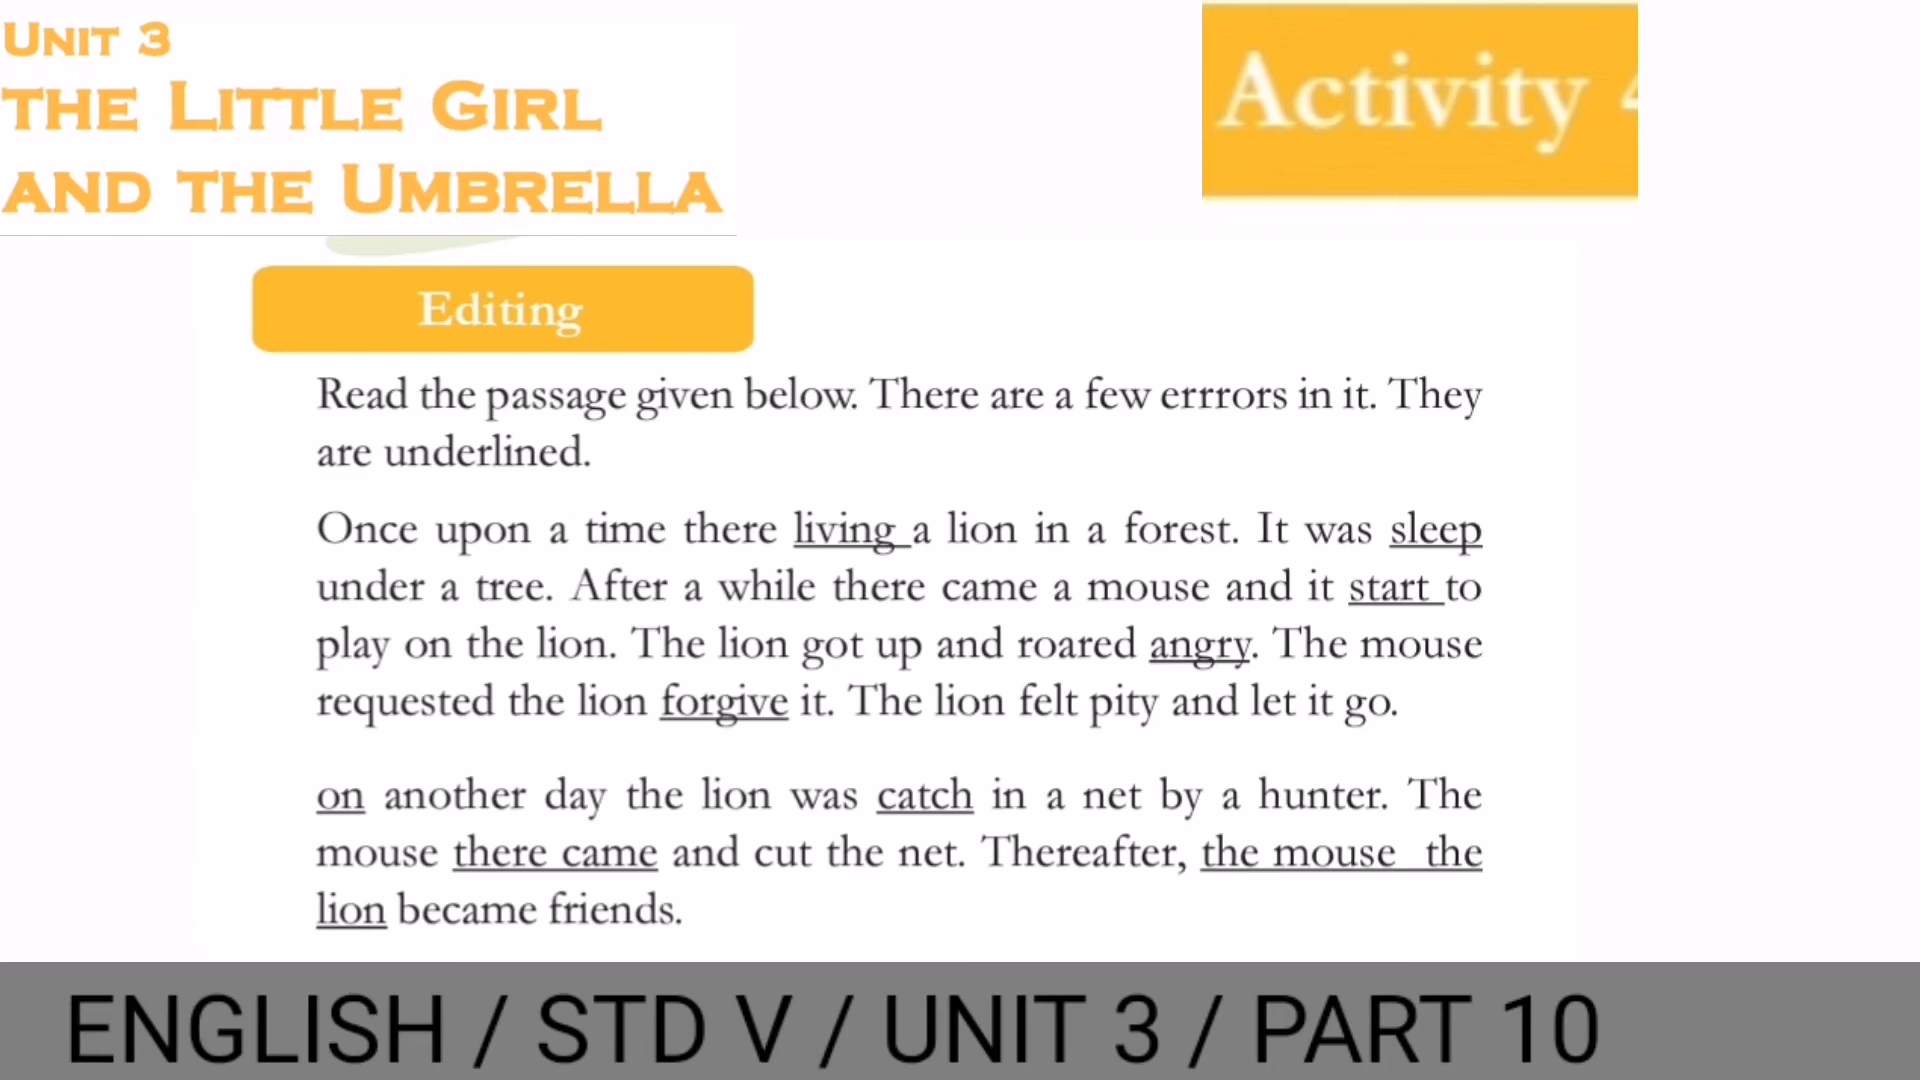 UNIT 3
THE LITTLE GIRL
AND THE UMBRELLA
Activity 4
Editing
Read the passage given below. There are a few errrors in it. They
are underlined.
Once upon a time there living a lion in a forest. It was sleep
under a tree. After a while there came a mouse and it start to
play on the lion. The lion got up and roared angry. The mouse
requested the lion forgive it. The lion felt pity and let it go.
on another day the lion was catch in a net by a hunter. The
mouse there came and cut the net. Thereafter, the mouse the
lion became friends.
ENGLISH / STD V / UNIT 3 / PART 10